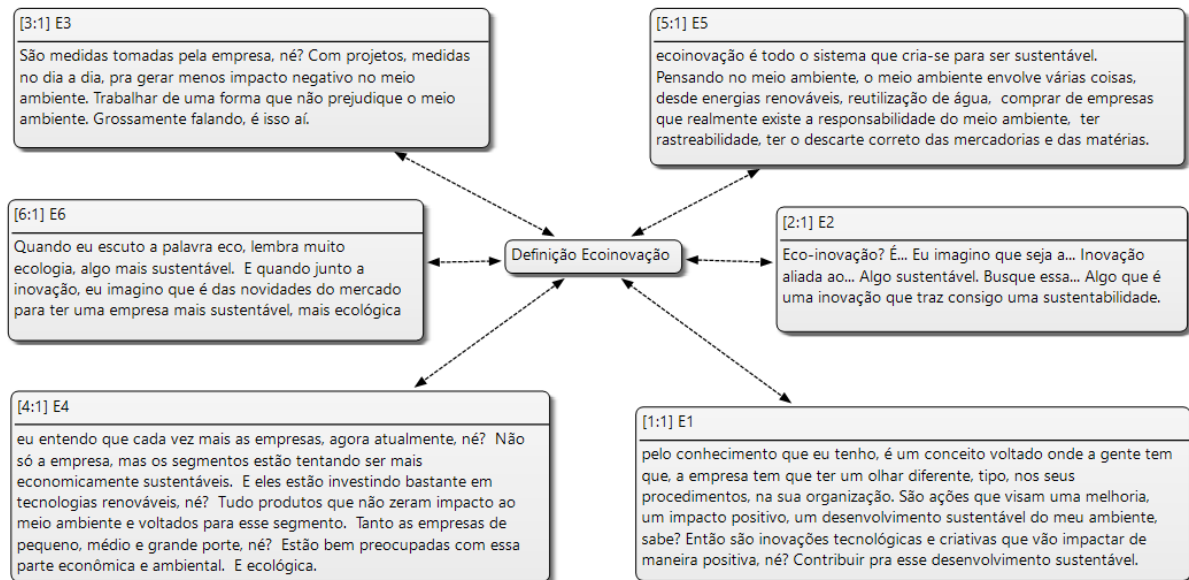 [3:1] E3
São medidas tomadas pela empresa, né? Com projetos, medidas
no dia a dia, pra gerar menos impacto negativo no meio
ambiente. Trabalhar de uma forma que não prejudique o meio
ambiente. Grossamente falando, é isso aí.
[5:1] E5
ecoinovação é todo o sistema que cria-se para ser sustentável.
Pensando no meio ambiente, o meio ambiente envolve várias coisas,
desde energias renováveis, reutilização de água,  comprar de empresas
que realmente existe a responsabilidade do meio ambiente,  ter
rastreabilidade, ter o descarte correto das mercadorias e das matérias.
[6:1] E6
Quando eu escuto a palavra eco, lembra muito
ecologia, algo mais sustentável.  E quando junto a
inovação, eu imagino que é das novidades do mercado
para ter uma empresa mais sustentável, mais ecológica
Definição Ecoinovação
[2:1] E2
Eco-inovação? É... Eu imagino que seja a... Inovação
aliada ao... Algo sustentável. Busque essa... Algo que é
uma inovação que traz consigo uma sustentabilidade.
[4:1] E4
eu entendo que cada vez mais as empresas, agora atualmente, né?  Não
só a empresa, mas os segmentos estão tentando ser mais
economicamente sustentáveis.  E eles estão investindo bastante em
tecnologias renováveis, né?  Tudo produtos que não zeram impacto ao
meio ambiente e voltados para esse segmento.  Tanto as empresas de
pequeno, médio e grande porte, né?  Estão bem preocupadas com essa
parte econômica e ambiental.  E ecológica.
[1:1] E1
pelo conhecimento que eu tenho, é um conceito voltado onde a gente tem
que, a empresa tem que ter um olhar diferente, tipo, nos seus
procedimentos, na sua organização. São ações que visam uma melhoria,
um impacto positivo, um desenvolvimento sustentável do meu ambiente,
sabe? Então são inovações tecnológicas e criativas que vão impactar de
maneira positiva, né? Contribuir pra esse desenvolvimento sustentável.